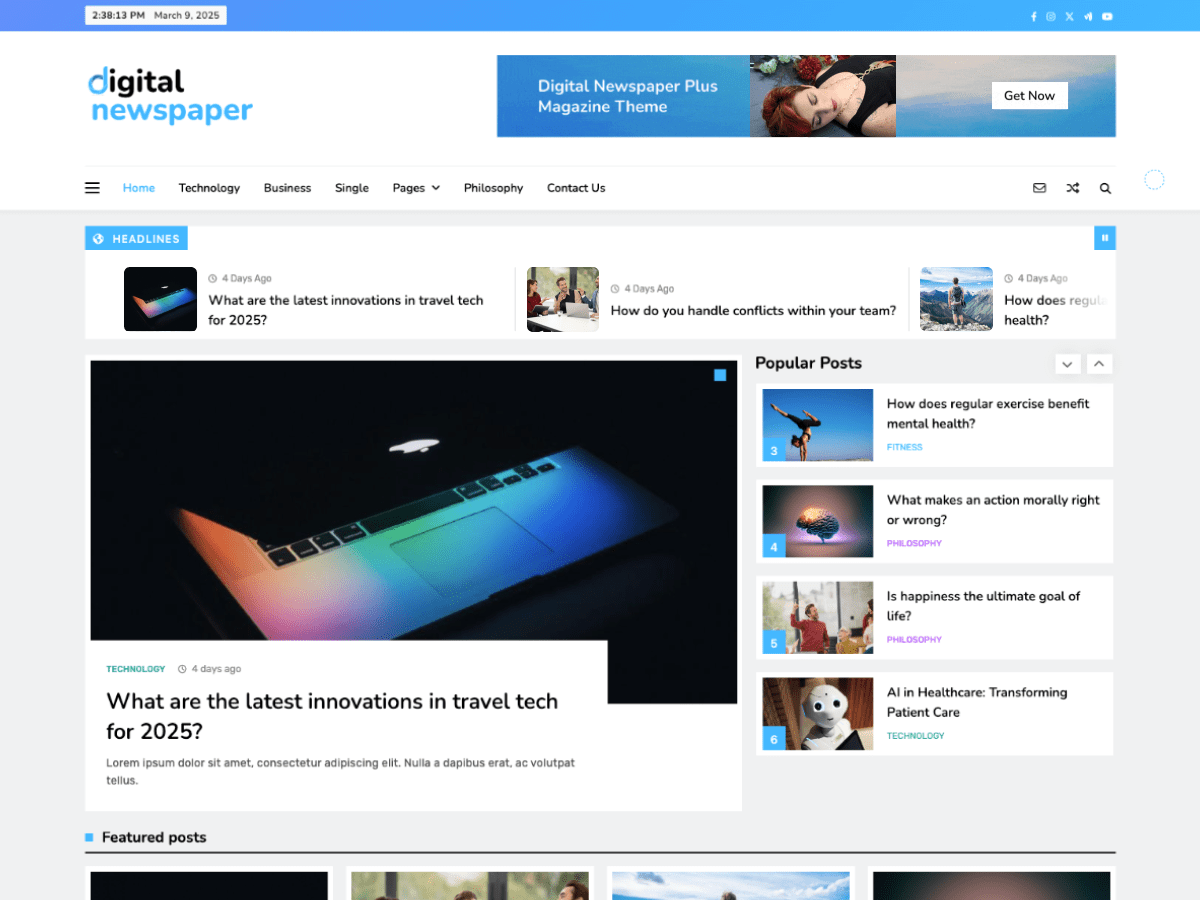 2:38:13 PM March 9, 2025
digital
newspaper
Digital Newspaper Plus
Magazine Theme
Get Now
Home Technology Business Single Pages Philosophy Contact Us
HEADLINES
4 Days Ago
What are the latest innovations in travel tech
for 2025?
4 Days Ago
How do you handle conflicts within your team?
4 Days Ago
How does regula
health?
TECHNOLOGY 4 days ago
What are the latest innovations in travel tech
for 2025?
Lorem ipsum dolor sit amet, consectetur adipiscing elit. Nulla a dapibus erat, ac volutpat
tellus.
Popular Posts
3
How does regular exercise benefit
mental health?
FITNESS
4
What makes an action morally right
or wrong?
PHILOSOPHY
5
Is happiness the ultimate goal of
life?
PHILOSOPHY
6
AI in Healthcare: Transforming
Patient Care
TECHNOLOGY
Featured posts